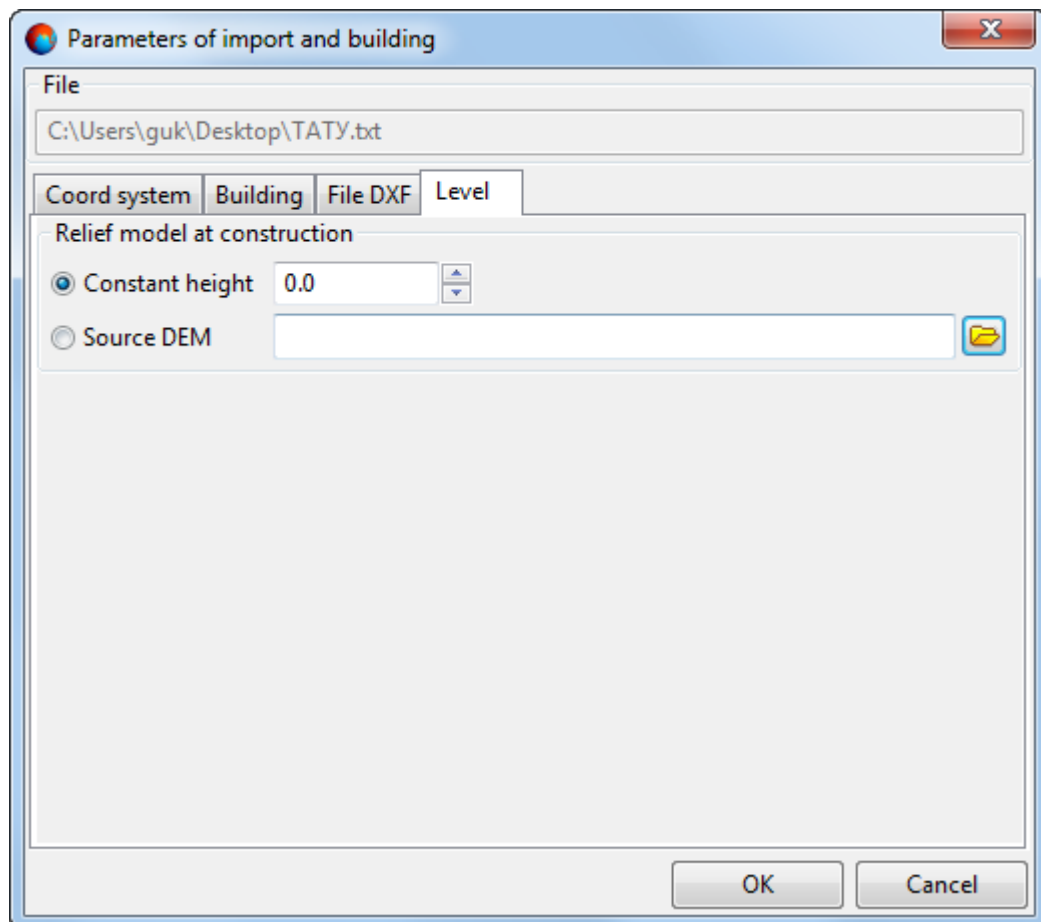 Parameters of import and building
File
C:\Users\guk\Desktop\ТАТУ.txt
Coord system Building File DXF Level
Relief model at construction
Constant height 0.0
Source DEM
OK Cancel